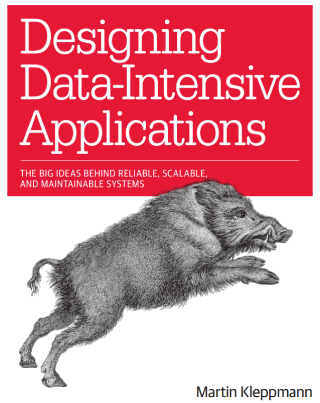 Designing
Data-Intensive
Applications
THE BIG IDEAS BEHIND RELIABLE, SCALABLE,
AND MAINTAINABLE SYSTEMS
Martin Kleppmann